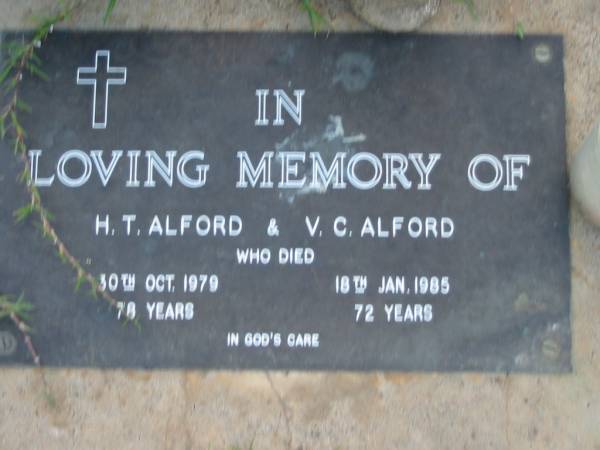 IN
LOVING MEMORY OF
H. T. ALFORD & V. C. ALFORD
WHO DIED
30TH OCT. 1979 18TH JAN. 1985
78 YEARS 72 YEARS
IN GOD'S CARE